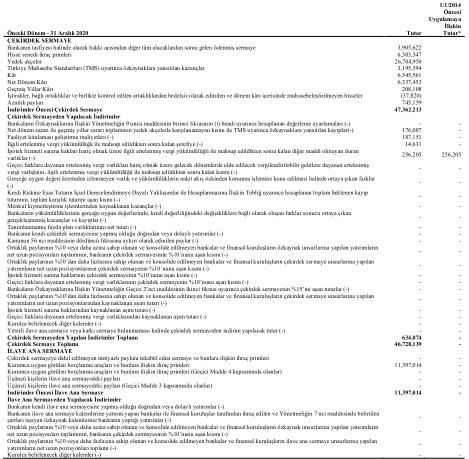 1/1/2014
Öncesi
Uygulamaya
İlişkin
Önceki Dönem - 31 Aralık 2020 Tutar Tutar*
ÇEKİRDEK SERMAYE
Bankanın tasfiyesi halinde alacak hakkı açısından diğer tüm alacaklardan sonra gelen ödenmiş sermaye 3.905.622 -
Hisse senedi ihraç primleri 6.303.347 -
Yedek akçeler 26.704.950 -
Türkiye Muhasebe Standartları (TMS) uyarınca özkaynaklara yansıtılan kazançlar 3.195.394 -
Kâr 6.545.561 -
Net Dönem Kârı 6.337.453 -
Geçmiş Yıllar Kârı 208.108 -
İştirakler, bağlı ortaklıklar ve birlikte kontrol edilen ortaklıklardan bedelsiz olarak edinilen ve dönem kârı içerisinde muhasebeleştirilmeyen hisseler (37.820) -
Azınlık payları 745.159 -
İndirimler Öncesi Çekirdek Sermaye 47.362.213 -
Çekirdek Sermayeden Yapılacak İndirimler
Bankaların Özkaynaklarına İlişkin Yönetmeliğin 9 uncu maddesinin birinci fıkrasının (i) bendi uyarınca hesaplanan değerleme ayarlamaları (-) - -
Net dönem zararı ile geçmiş yıllar zararı toplamının yedek akçelerle karşılanamayan kısmı ile TMS uyarınca özkaynaklara yansıtılan kayıplar (-) 176.087 -
Faaliyet kiralaması geliştirme maliyetleri (-) 187.151 -
İlgili ertelenmiş vergi yükümlülüğü ile mahsup edildikten sonra kalan şerefiye (-) 14.631 -
İpotek hizmeti sunma hakları hariç olmak üzere ilgili ertelenmiş vergi yükümlülüğü ile mahsup edildikten sonra kalan diğer maddi olmayan duran
varlıklar (-) 256.205 256.205
Geçici farklara dayanan ertelenmiş vergi varlıkları hariç olmak üzere gelecek dönemlerde elde edilecek vergilendirilebilir gelirlere dayanan ertelenmiş
vergi varlığının, ilgili ertelenmiş vergi yükümlülüğü ile mahsup edildikten sonra kalan kısmı (-) - -
Gerçeğe uygun değeri üzerinden izlenmeyen varlık ve yükümlülüklerin nakit akış riskinden korunma işlemine konu edilmesi halinde ortaya çıkan farklar
(-) - -
Kredi Riskine Esas Tutarın İçsel Derecelendirmeye Dayalı Yaklaşımlar ile Hesaplanmasına İlişkin Tebliğ uyarınca hesaplanan toplam beklenen kayıp
tutarının, toplam karşılık tutarını aşan kısmı (-) - -
Menkul kıymetleştirme işlemlerinden kaynaklanan kazançlar (-) - -
Bankaların yükümlülüklerinin gerçeğe uygun değerlerinde, kredi değerliliğindeki değişikliklere bağlı olarak oluşan farklar sonucu ortaya çıkan
gerçekleşmemiş kazançlar ve kayıplar (-) - -
Tanımlanmış fayda plan varlıklarının net tutarı (-) - -
Bankanın kendi çekirdek sermayesine yapmış olduğu doğrudan veya dolaylı yatırımlar (-) - -
Kanunun 56 ncı maddesinin dördüncü fıkrasına aykırı olarak edinilen paylar (-) - -
Ortaklık paylarının %10 veya daha azına sahip olunan ve konsolide edilmeyen bankalar ve finansal kuruluşların özkaynak unsurlarına yapılan yatırımların
net uzun pozisyonları toplamının, bankanın çekirdek sermayesinin %10'nunu aşan kısmı (-) - -
Ortaklık paylarının %10'dan daha fazlasına sahip olunan ve konsolide edilmeyen bankalar ve finansal kuruluşların çekirdek sermaye unsurlarına yapılan
yatırımların net uzun pozisyonlarının çekirdek sermayenin %10'nunu aşan kısmı (-) - -
İpotek hizmeti sunma haklarının çekirdek sermayenin %10'nunu aşan kısmı (-) - -
Geçici farklara dayanan ertelenmiş vergi varlıklarının çekirdek sermayenin %10'nunu aşan kısmı (-) - -
Bankaların Özkaynaklarına İlişkin Yönetmeliğin Geçici 2'nci maddesinin ikinci fıkrası uyarınca çekirdek sermayenin %15'ini aşan tutarlar (-) - -
Ortaklık paylarının %10'dan daha fazlasına sahip olunan ve konsolide edilmeyen bankalar ve finansal kuruluşların çekirdek sermaye unsurlarına yapılan
yatırımların net uzun pozisyonlarından kaynaklanan aşım tutarı (-) - -
İpotek hizmeti sunma haklarından kaynaklanan aşım tutarı (-) - -
Geçici farklara dayanan ertelenmiş vergi varlıklarından kaynaklanan aşım tutarı (-) - -
Kurulca belirlenecek diğer kalemler (-) - -
Yeterli ilave ana sermaye veya katkı sermaye bulunmaması halinde çekirdek sermayeden indirim yapılacak tutar (-) - -
Çekirdek Sermayeden Yapılan İndirimler Toplamı 634.074 -
Çekirdek Sermaye Toplamı 46.728.139 -
İLAVE ANA SERMAYE
Çekirdek sermayeye dahil edilmeyen imtiyazlı paylara tekabül eden sermaye ve bunlara ilişkin ihraç primleri - -
Kurumca uygun görülen borçlanma araçları ve bunlara ilişkin ihraç primleri 11.397.014 -
Kurumca uygun görülen borçlanma araçları ve bunlara ilişkin ihraç primleri (Geçici Madde 4 kapsamında olanlar) - -
Üçüncü kişilerin ilave ana sermayedeki payları - -
Üçüncü kişilerin ilave ana sermayedeki payları (Geçici Madde 3 kapsamında olanlar) - -
İndirimler Öncesi İlave Ana Sermaye 11.397.014 -
İlave Ana Sermayeden Yapılacak İndirimler
Bankanın kendi ilave ana sermayesine yapmış olduğu doğrudan veya dolaylı yatırımlar (-) - -
Bankanın ilave ana sermaye kalemlerine yatırım yapan bankalar ile finansal kuruluşlar tarafından ihraç edilen ve Yönetmeliğin 7 nci maddesinde belirtilen
şartları taşıyan özkaynak kalemlerine bankanın yaptığı yatırımlar (-) - -
Ortaklık paylarının %10 veya daha azına sahip olunan ve konsolide edilmeyen bankalar ve finansal kuruluşların özkaynak unsurlarına yapılan yatırımların
net uzun pozisyonları toplamının, bankanın çekirdek sermayesinin %10'nunu aşan kısmı (-) - -
Ortaklık paylarının %10 veya daha fazlasına sahip olunan ve konsolide edilmeyen bankalar ve finansal kuruluşların ilave ana sermaye unsurlarına yapılan
yatırımların net uzun pozisyonları toplamı (-) - -
Kurulca belirlenecek diğer kalemler (-) - -